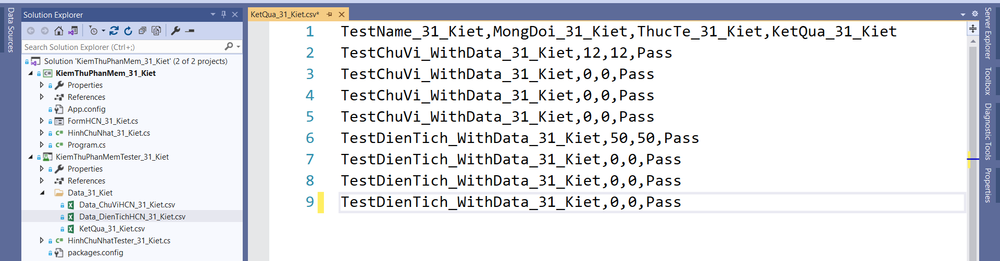 Data Sources
Solution Explorer
Search Solution Explorer (Ctrl+;)
Solution 'KiemThuPhanMem_31_Kiet' (2 of 2 projects)
KiemThuPhanMem_31_Kiet
Properties
References
App.config
FormHCN_31_Kiet.cs
C# HinhChuNhat_31_Kiet.cs
C# Program.cs
KiemThuPhanMemTester_31_Kiet
Properties
References
Data_31_Kiet
Data_ChuViHCN_31_Kiet.csv
Data_DienTichHCN_31_Kiet.csv
KetQua_31_Kiet.csv
C# HinhChuNhatTester_31_Kiet.cs
packages.config
KetQua_31_Kiet.csv*
1 TestName_31_Kiet,MongDoi_31_Kiet,ThucTe_31_Kiet,KetQua_31_Kiet
2 TestChuVi_WithData_31_Kiet,12,12,Pass
3 TestChuVi_WithData_31_Kiet,0,0,Pass
4 TestChuVi_WithData_31_Kiet,0,0,Pass
5 TestChuVi_WithData_31_Kiet,0,0,Pass
6 TestDienTich_WithData_31_Kiet,50,50,Pass
7 TestDienTich_WithData_31_Kiet,0,0,Pass
8 TestDienTich_WithData_31_Kiet,0,0,Pass
9 TestDienTich_WithData_31_Kiet,0,0,Pass
Server Explorer
Toolbox
Diagnostic Tools
Properties